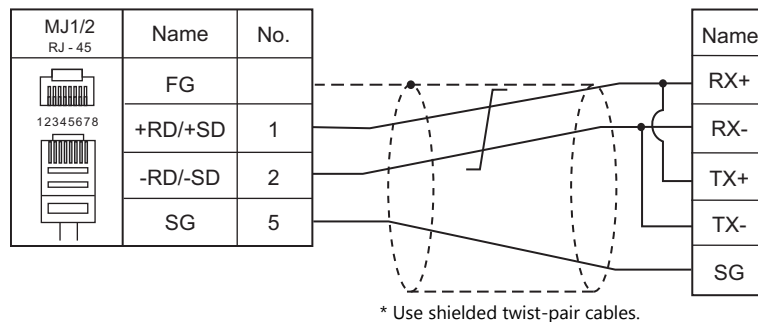 MJ1/2
RJ - 45
Name
No.
Name
FG
RX+
12345678
+RD/+SD
1
RX-
-RD/-SD
2
TX+
SG
5
TX-
SG
* Use shielded twist-pair cables.